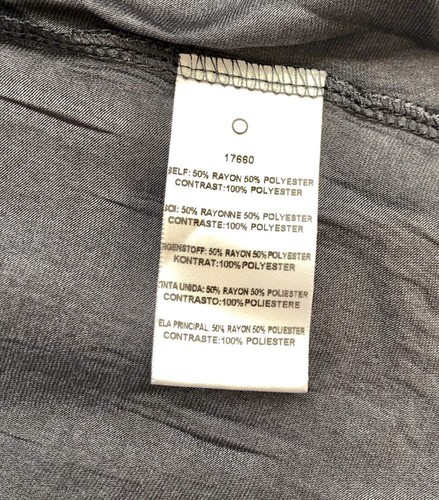 17660
SELF: 50% RAYON 50% POLYESTER
CONTRAST:100% POLYESTER
SOI: 50% RAYONNE 50% POLYESTER
CONTRASTE:100% POLYESTER
EIGENSTOFF: 50% RAYON 50% POLYESTER
KONTRAT:100% POLYESTER
TINTA UNIDA: 50% RAYON 50% POLIESTER
CONTRASTO:100% POLIESTERE
TELA PRINCIPAL: 50% RAYON 50% POLIESTER
CONTRASTE:100% POLIESTER